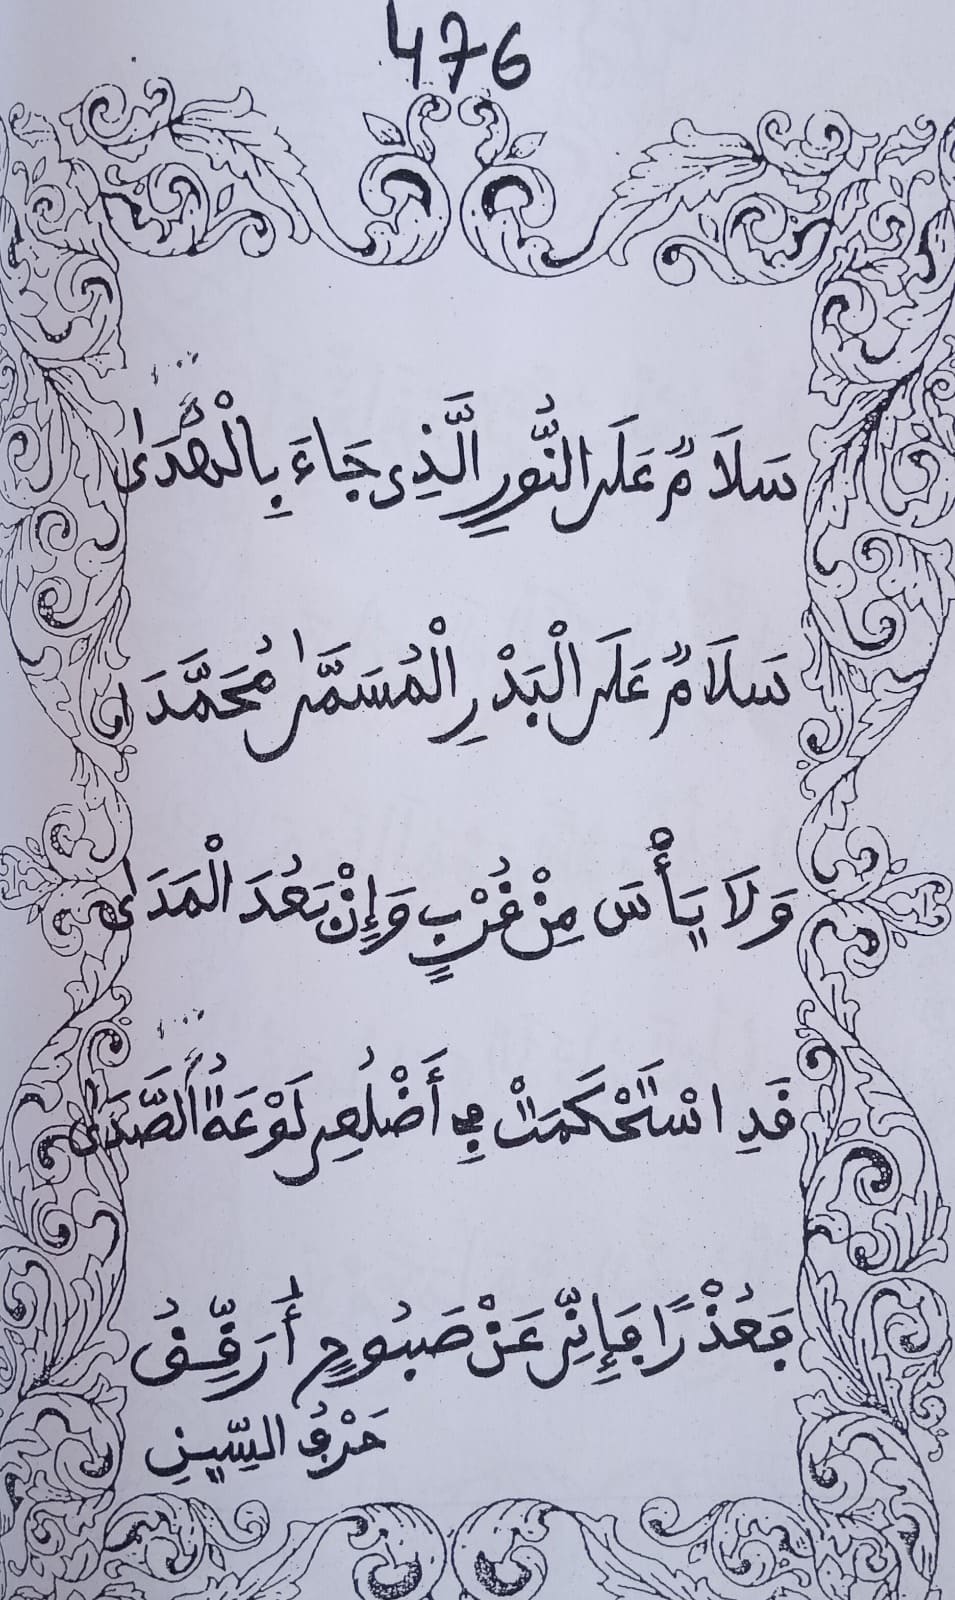 476
سَلَامٌ عَلَى النُّورِ الَّذِى جَاءَ بِالْهُدَىٰ
سَلَامٌ عَلَى الْبَدْرِ الْمُسَمَّىٰ مُحَمَّدَا
وَلَا يَأْسَ مِنْ قُرْبٍ وَإِنْ بَعُدَ الْمَدَىٰ
قَدِ اسْتَحْكَمَتْ فِي أَضْلُعِى لَوْعَةُ الصَّدَىٰ
فَعُذْرًا فَإِنِّى عَنْ صَبُوحٍ أُرَقِّقُ
حَرْفُ السِّينِ